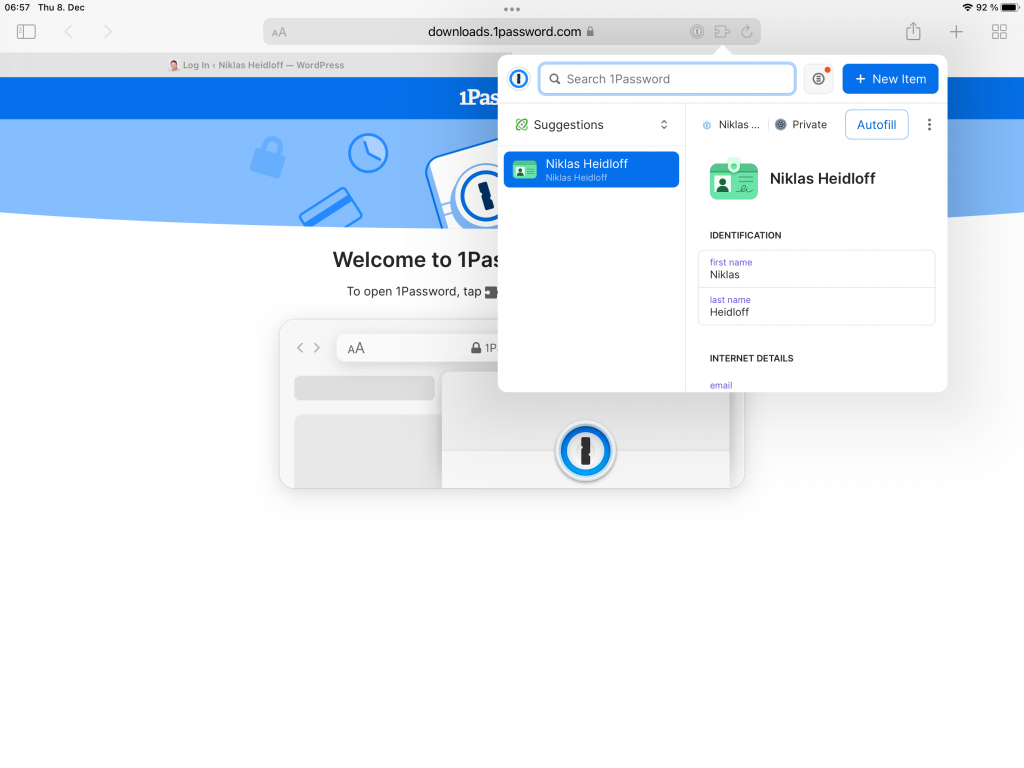 06:57 Thu 8. Dec
92 %
AA
downloads.1password.com
Log In ‹ Niklas Heidloff — WordPress
1Pas
Search 1Password
+ New Item
Suggestions
Niklas ...
Private
Autofill
Niklas Heidloff
Niklas Heidloff
Niklas Heidloff
IDENTIFICATION
first name
Niklas
last name
Heidloff
INTERNET DETAILS
email
Welcome to 1Pas
To open 1Password, tap
AA
1P